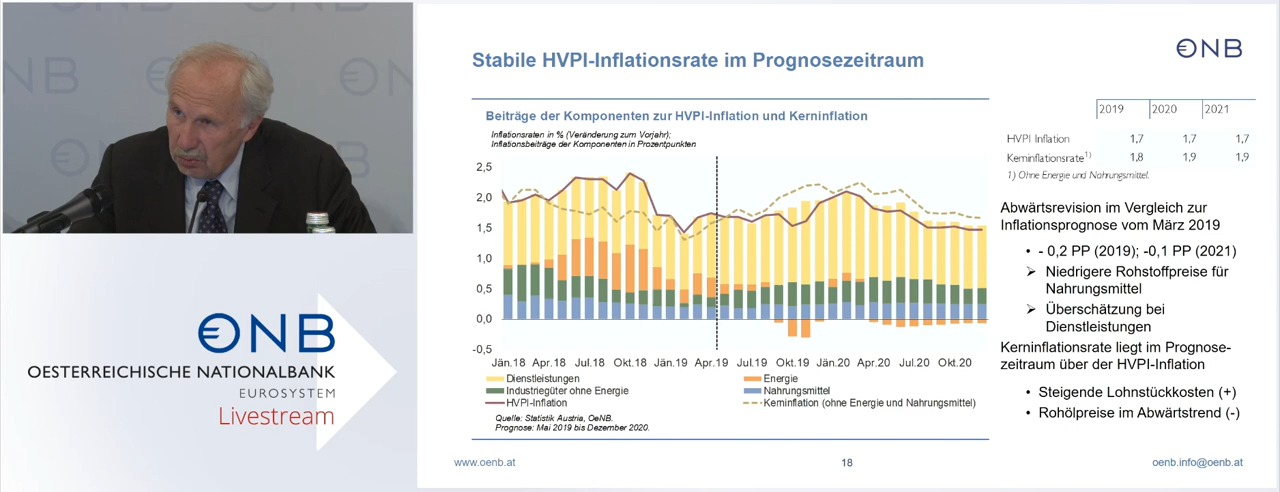 ONB
€NB
OESTERREICHISCHE NATIONALBANK
EUROSYSTEM
Livestream
€NB
Stabile HVPI-Inflationsrate im Prognosezeitraum
Beiträge der Komponenten zur HVPI-Inflation und Kerninflation
Inflationsraten in % (Veränderung zum Vorjahr);
Inflationsbeiträge der Komponenten in Prozentpunkten
2,5
2,0
1,5
1,0
0,5
0,0
-0,5
Jän.18 Apr.18 Jul.18 Okt.18 Jän.19 Apr.19 Jul.19 Okt.19 Jän.20 Apr.20 Jul.20 Okt.20
Dienstleistungen Energie
Industriegüter ohne Energie Nahrungsmittel
HVPI-Inflation Kerninflation (ohne Energie und Nahrungsmittel)
Quelle: Statistik Austria, OeNB.
Prognose: Mai 2019 bis Dezember 2020.
2019 2020 2021
HVPI Inflation 1,7 1,7 1,7
Kerninflationsrate1) 1,8 1,9 1,9
1) Ohne Energie und Nahrungsmittel.
Abwärtsrevision im Vergleich zur
Inflationsprognose vom März 2019
• - 0,2 PP (2019); -0,1 PP (2021)
➢ Niedrigere Rohstoffpreise für
Nahrungsmittel
➢ Überschätzung bei
Dienstleistungen
Kerninflationsrate liegt im Prognose-
zeitraum über der HVPI-Inflation
• Steigende Lohnstückkosten (+)
• Rohölpreise im Abwärtstrend (-)
www.oenb.at 18 oenb.info@oenb.at